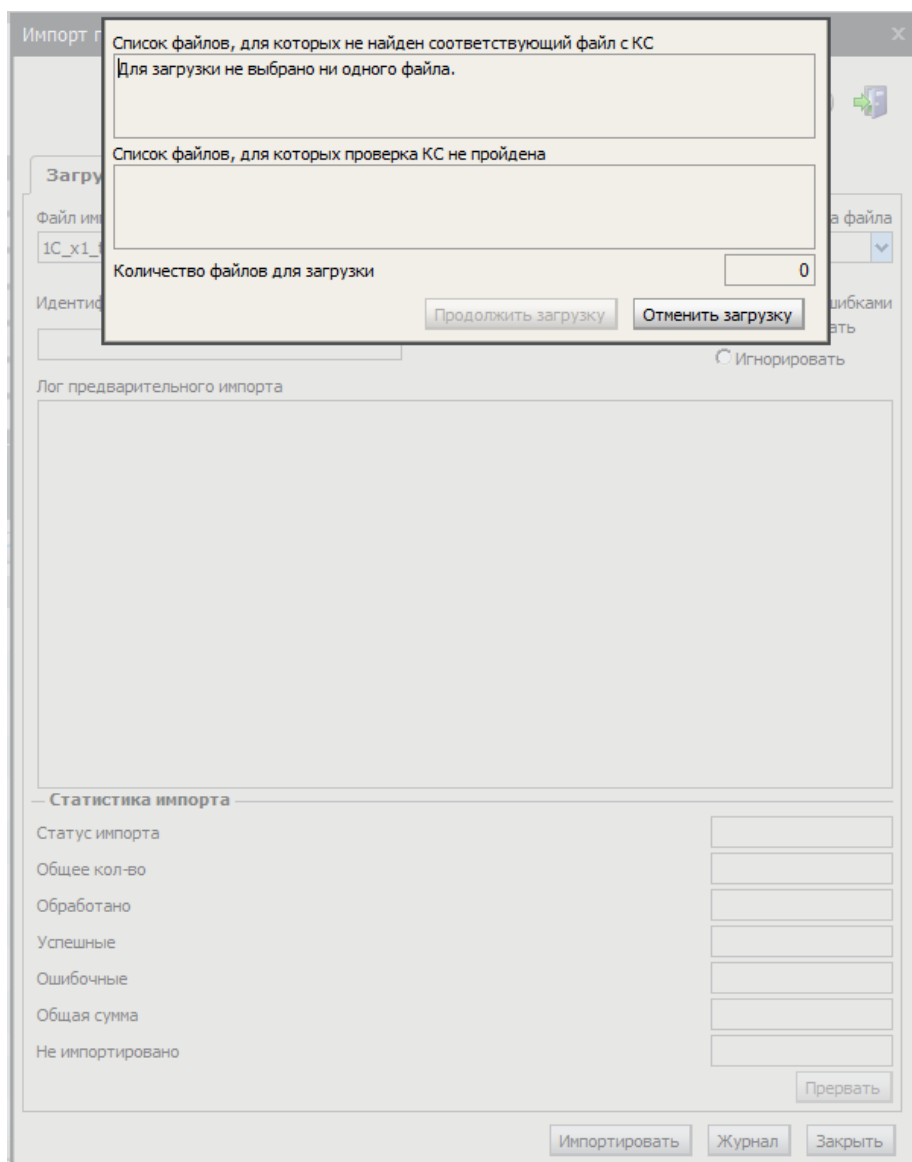 Импорт
x
Список файлов, для которых не найден соответствующий файл с КС
Для загрузки не выбрано ни одного файла.
Список файлов, для которых проверка КС не пройдена
Количество файлов для загрузки 0
Продолжить загрузку Отменить загрузку
Загру
Файл им
а файла
1C_x1_
Идентиф
шибками
ать
Игнорировать
Лог предварительного импорта
Статистика импорта
Статус импорта
Общее кол-во
Обработано
Успешные
Ошибочные
Общая сумма
Не импортировано
Прервать
Импортировать Журнал Закрыть